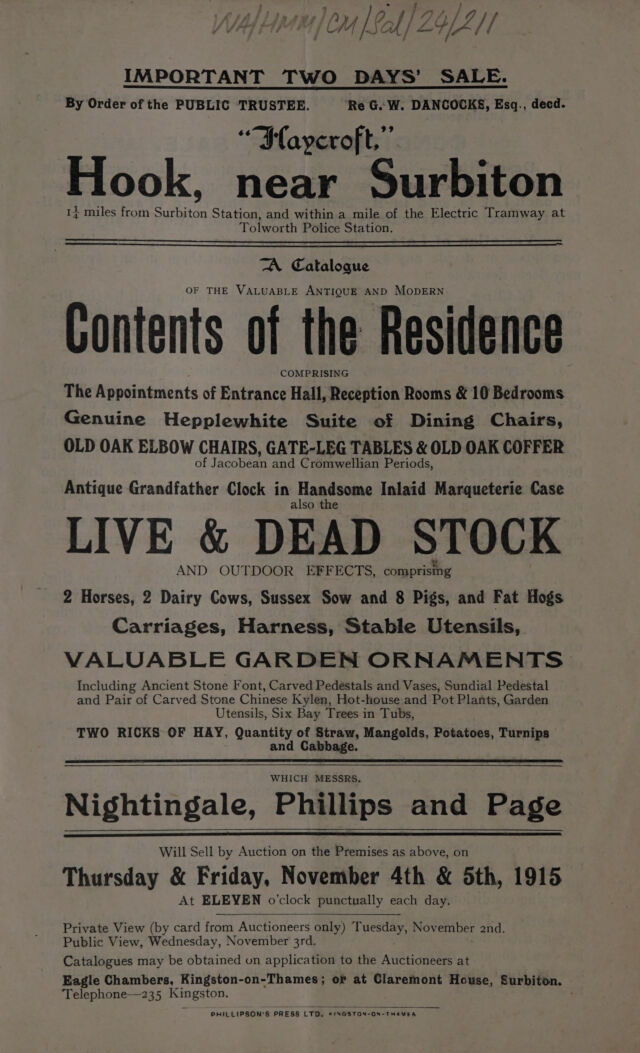 WA/HMM/CM/Sal/24/211
IMPORTANT TWO DAYS' SALE.
By Order of the PUBLIC TRUSTEE. Re G. W. DANCOCKS, Esq., decd.
"Haycroft,"
Hook, near Surbiton
1¼ miles from Surbiton Station, and within a mile of the Electric Tramway at
Tolworth Police Station.
A Catalogue
OF THE VALUABLE ANTIQUE AND MODERN
Contents of the Residence
COMPRISING
The Appointments of Entrance Hall, Reception Rooms & 10 Bedrooms
Genuine Hepplewhite Suite of Dining Chairs,
OLD OAK ELBOW CHAIRS, GATE-LEG TABLES & OLD OAK COFFER
of Jacobean and Cromwellian Periods,
Antique Grandfather Clock in Handsome Inlaid Marqueterie Case
also the
LIVE & DEAD STOCK
AND OUTDOOR EFFECTS, comprising
2 Horses, 2 Dairy Cows, Sussex Sow and 8 Pigs, and Fat Hogs
Carriages, Harness, Stable Utensils,
VALUABLE GARDEN ORNAMENTS
Including Ancient Stone Font, Carved Pedestals and Vases, Sundial Pedestal
and Pair of Carved Stone Chinese Kylen, Hot-house and Pot Plants, Garden
Utensils, Six Bay Trees in Tubs,
TWO RICKS OF HAY, Quantity of Straw, Mangolds, Potatoes, Turnips
and Cabbage.
WHICH MESSRS.
Nightingale, Phillips and Page
Will Sell by Auction on the Premises as above, on
Thursday & Friday, November 4th & 5th, 1915
At ELEVEN o'clock punctually each day.
Private View (by card from Auctioneers only) Tuesday, November 2nd.
Public View, Wednesday, November 3rd.
Catalogues may be obtained on application to the Auctioneers at
Eagle Chambers, Kingston-on-Thames; or at Claremont House, Surbiton.
Telephone—235 Kingston.
PHILLIPSON'S PRESS LTD, KINGSTON-ON-THAMES